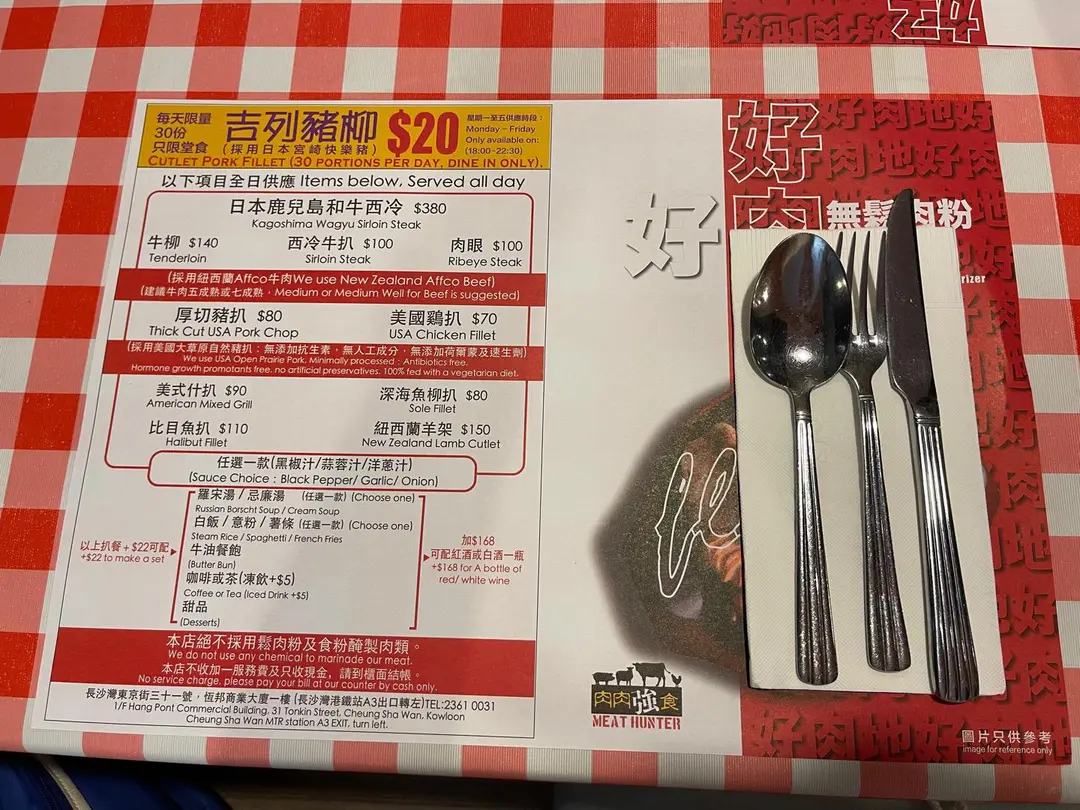 每天限量
30份
只限堂食
吉列豬柳
(採用日本宮崎快樂豬)
$20
星期一至五供應時段：
Monday – Friday
Only available on:
(18:00-22:30)
CUTLET PORK FILLET (30 PORTIONS PER DAY, DINE IN ONLY).
以下項目全日供應 Items below, Served all day
日本鹿兒島和牛西冷 $380
Kagoshima Wagyu Sirloin Steak
牛柳 $140
Tenderloin
西冷牛扒 $100
Sirloin Steak
肉眼 $100
Ribeye Steak
(採用紐西蘭Affco牛肉We use New Zealand Affco Beef)
(建議牛肉五成熟或七成熟，Medium or Medium Well for Beef is suggested)
厚切豬扒 $80
Thick Cut USA Pork Chop
美國鷄扒 $70
USA Chicken Fillet
(採用美國大草原自然豬扒：無添加抗生素，無人工成分，無添加荷爾蒙及速生劑)
We use USA Open Prairie Pork. Minimally processed : Antibiotics free.
Hormone growth promotants free. no artificial preservatives. 100% fed with a vegetarian diet.
美式什扒 $90
American Mixed Grill
深海魚柳扒 $80
Sole Fillet
比目魚扒 $110
Halibut Fillet
紐西蘭羊架 $150
New Zealand Lamb Cutlet
任選一款(黑椒汁/蒜蓉汁/洋蔥汁)
(Sauce Choice : Black Pepper/ Garlic/ Onion)
以上扒餐 + $22可配
+$22 to make a set
羅宋湯 / 忌廉湯 (任選一款) (Choose one)
Russian Borscht Soup / Cream Soup
白飯 / 意粉 / 薯條 (任選一款) (Choose one)
Steam Rice / Spaghetti / French Fries
牛油餐飽
(Butter Bun)
咖啡或茶(凍飲+$5)
Coffee or Tea (Iced Drink +$5)
甜品
(Desserts)
加$168
可配紅酒或白酒一瓶
+$168 for A bottle of
red/ white wine
本店絕不採用鬆肉粉及食粉醃製肉類。
We do not use any chemical to marinade our meat.
本店不收加一服務費及只收現金，請到櫃面結帳。
No service charge, please pay your bill at our counter by cash only.
長沙灣東京街三十一號，恆邦商業大廈一樓 (長沙灣港鐵站A3出口轉左)TEL:2361 0031
1/F Hang Pont Commercial Building, 31 Tonkin Street, Cheung Sha Wan, Kowloon
Cheung Sha Wan MTR station A3 EXIT, turn left.
好
好
肉
無鬆肉粉
肉肉強食
MEAT HUNTER
圖片只供參考
image for reference only